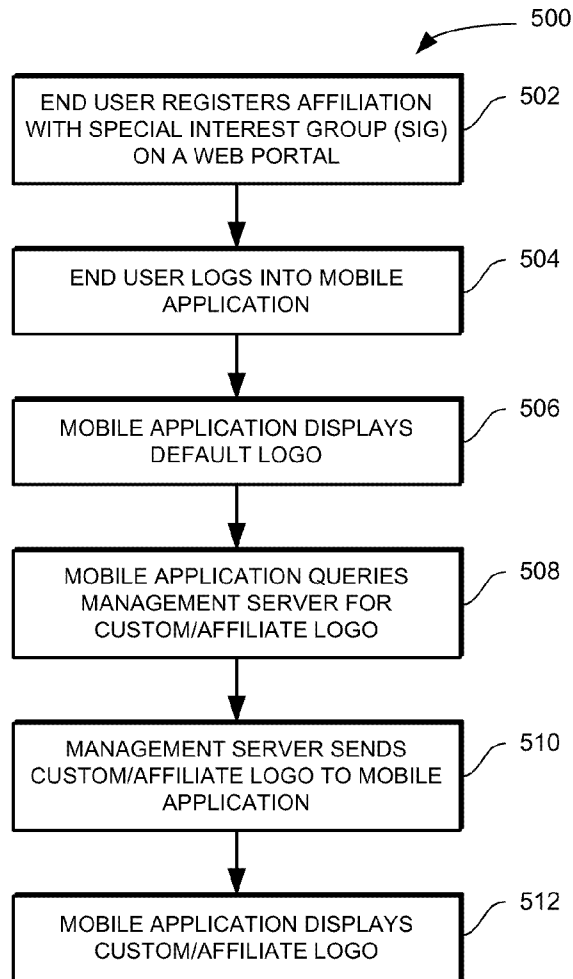 500
END USER REGISTERS AFFILIATION
WITH SPECIAL INTEREST GROUP (SIG)
ON A WEB PORTAL
502
END USER LOGS INTO MOBILE
APPLICATION
504
MOBILE APPLICATION DISPLAYS
DEFAULT LOGO
506
MOBILE APPLICATION QUERIES
MANAGEMENT SERVER FOR
CUSTOM/AFFILIATE LOGO
508
MANAGEMENT SERVER SENDS
CUSTOM/AFFILIATE LOGO TO MOBILE
APPLICATION
510
MOBILE APPLICATION DISPLAYS
CUSTOM/AFFILIATE LOGO
512